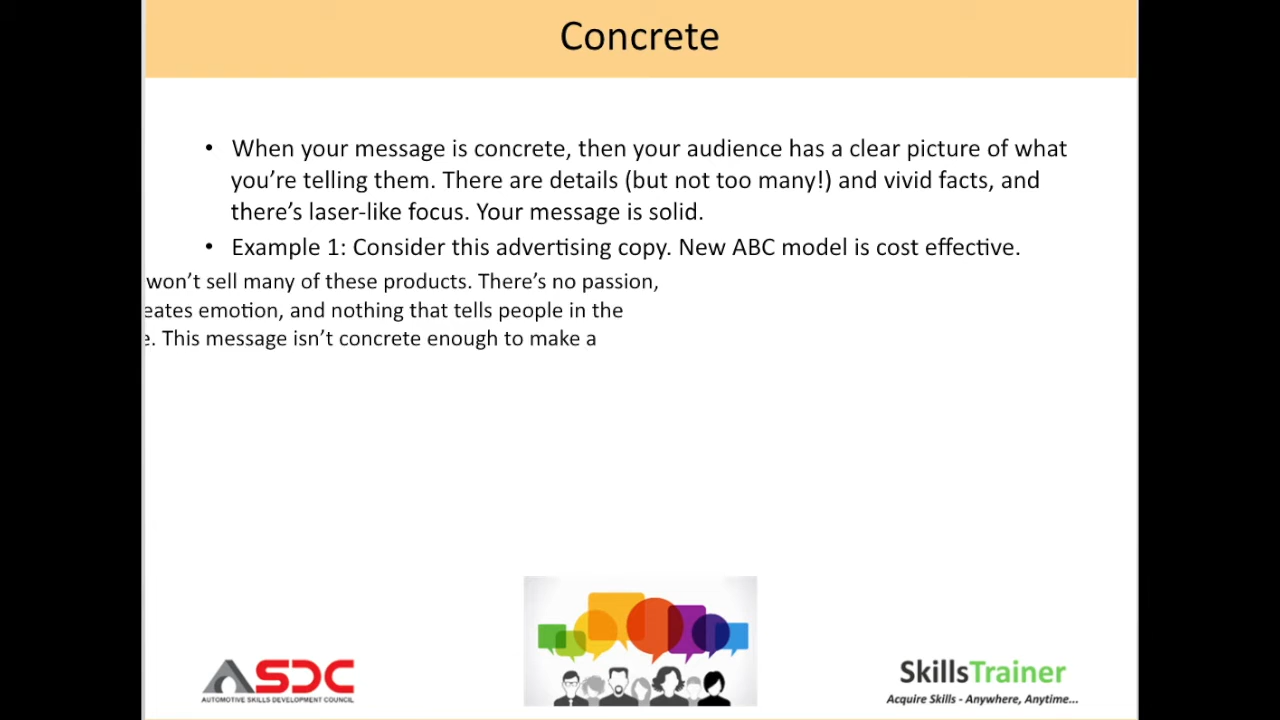 Concrete
• When your message is concrete, then your audience has a clear picture of what
you’re telling them. There are details (but not too many!) and vivid facts, and
there’s laser-like focus. Your message is solid.
• Example 1: Consider this advertising copy. New ABC model is cost effective.
won’t sell many of these products. There’s no passion,
eates emotion, and nothing that tells people in the
e. This message isn’t concrete enough to make a
ASDC
AUTOMOTIVE SKILLS DEVELOPMENT COUNCIL
SkillsTrainer
Acquire Skills - Anywhere, Anytime...